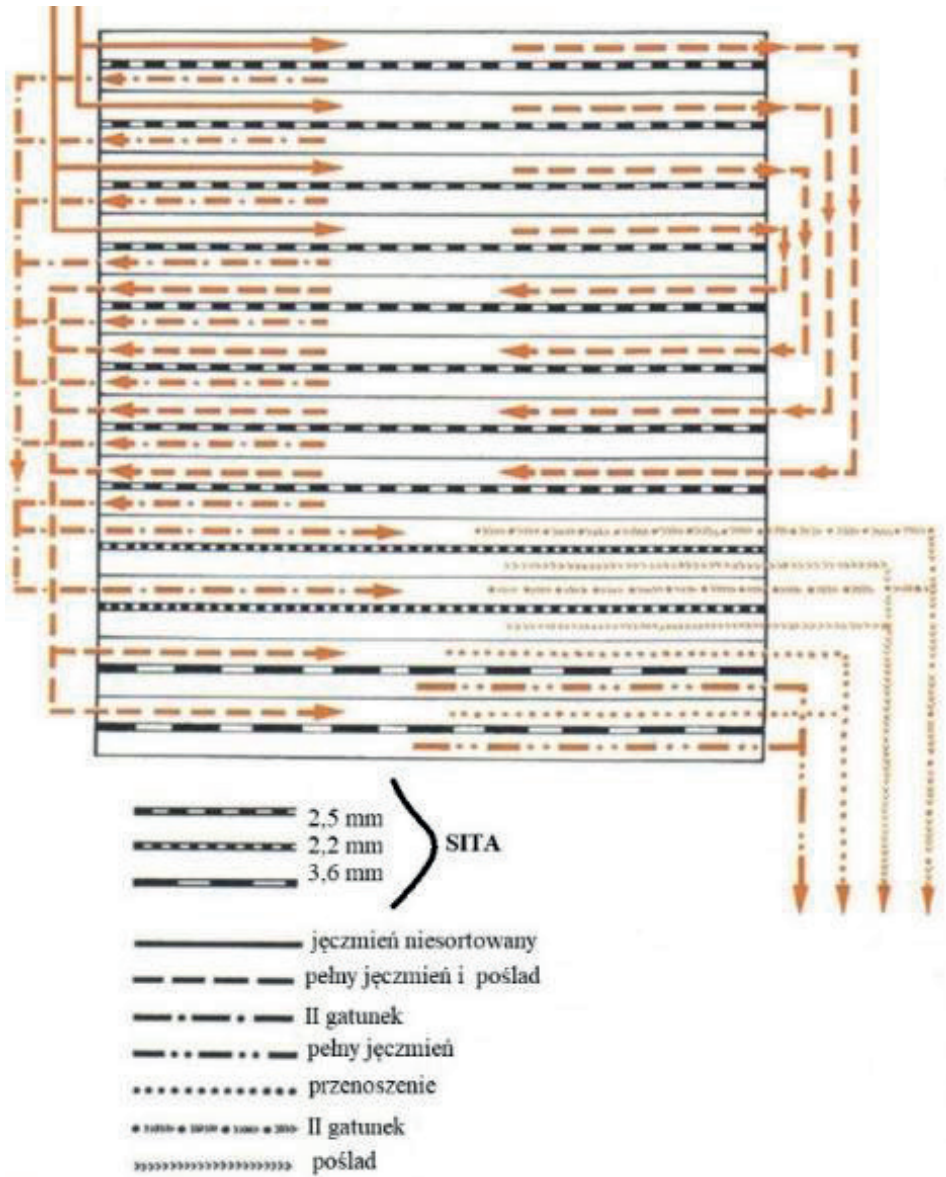 2,5 mm
2,2 mm
3,6 mm
SITA
jęczmień niesortowany
pełny jęczmień i poślad
II gatunek
pełny jęczmień
przenoszenie
II gatunek
poślad